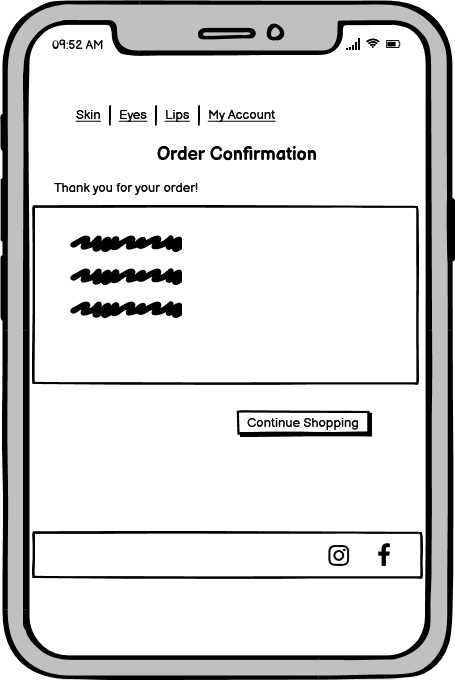 09:52 AM
Skin Eyes Lips My Account
Order Confirmation
Thank you for your order!
Continue Shopping